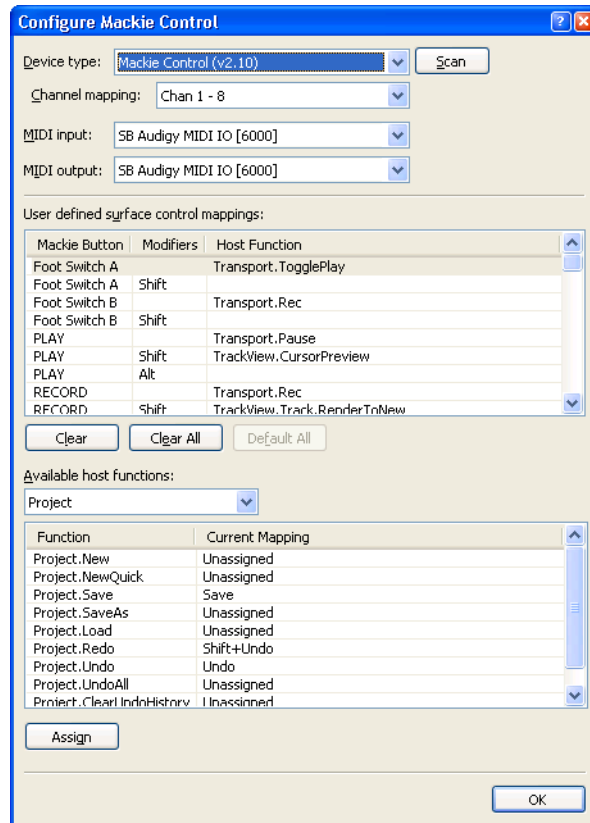 Configure Mackie Control
Device type: Mackie Control (v2.10) Scan
Channel mapping: Chan 1 - 8
MIDI input: SB Audigy MIDI IO [6000]
MIDI output: SB Audigy MIDI IO [6000]
User defined surface control mappings:
Mackie Button Modifiers Host Function
Foot Switch A Transport.TogglePlay
Foot Switch A Shift
Foot Switch B Transport.Rec
Foot Switch B Shift
PLAY Transport.Pause
PLAY Shift TrackView.CursorPreview
PLAY Alt
RECORD Transport.Rec
RECORD Shift TrackView.Track.RenderToNew
Clear Clear All Default All
Available host functions:
Project
Function Current Mapping
Project.New Unassigned
Project.NewQuick Unassigned
Project.Save Save
Project.SaveAs Unassigned
Project.Load Unassigned
Project.Redo Shift+Undo
Project.Undo Undo
Project.UndoAll Unassigned
Project.ClearUndoHistory Unassigned
Assign
OK